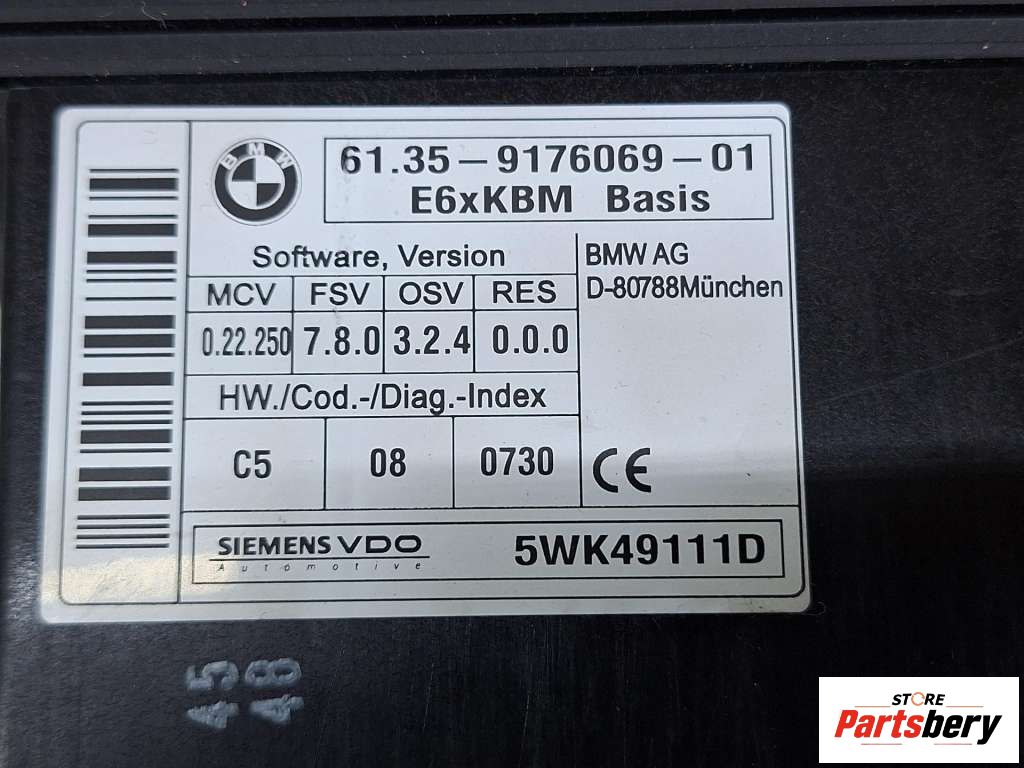 BMW
61.35 – 9176069 – 01
E6xKBM Basis
Software, Version
MCV FSV OSV RES
0.22.250 7.8.0 3.2.4 0.0.0
BMW AG
D-80788München
HW./Cod.-/Diag.-Index
C5 08 0730
CE
SIEMENS VDO
Automotive
5WK49111D
45
48
STORE
Partsbery